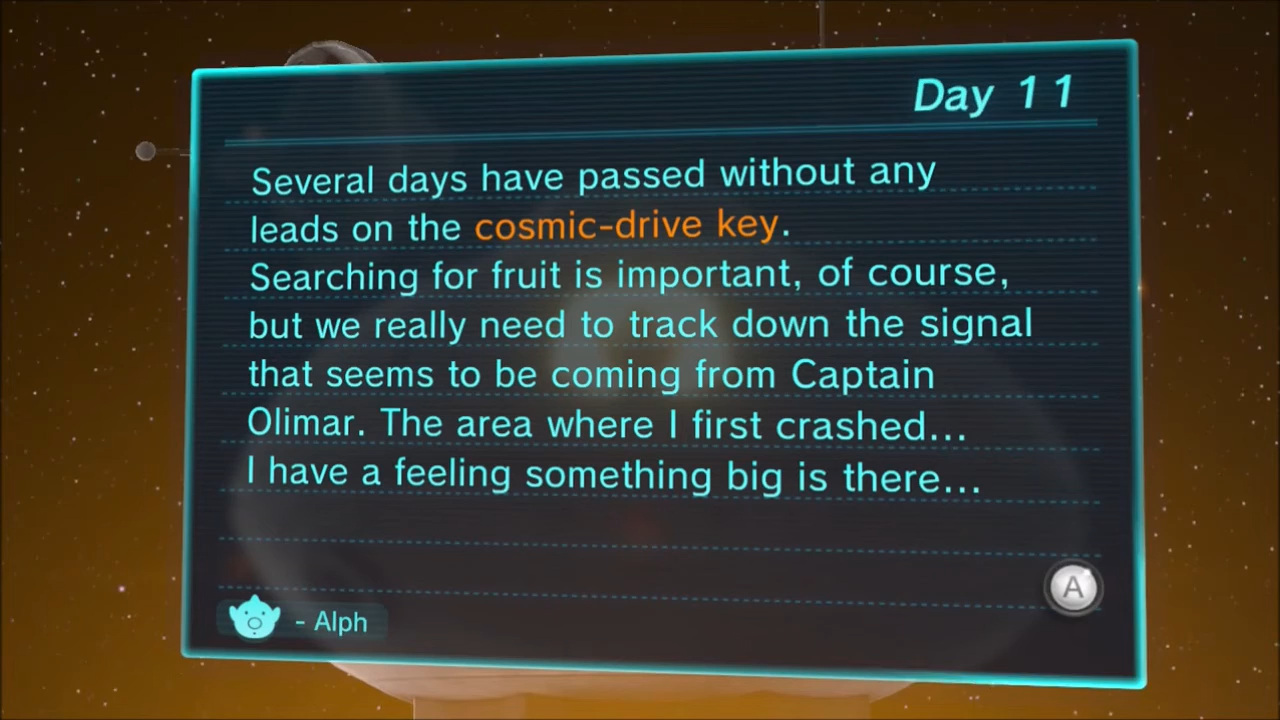 Day 11
Several days have passed without any
leads on the cosmic-drive key.
Searching for fruit is important, of course,
but we really need to track down the signal
that seems to be coming from Captain
Olimar. The area where I first crashed...
I have a feeling something big is there...
A
- Alph